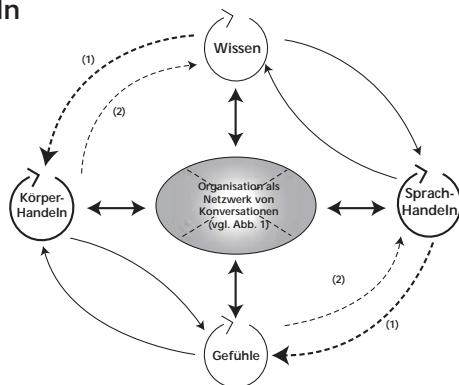 ln
Wissen
(1)
(2)
Organisation als
Netzwerk von
Konversationen
(vgl. Abb. 1)
Körper-
Handeln
Sprach-
Handeln
(2)
(1)
Gefühle